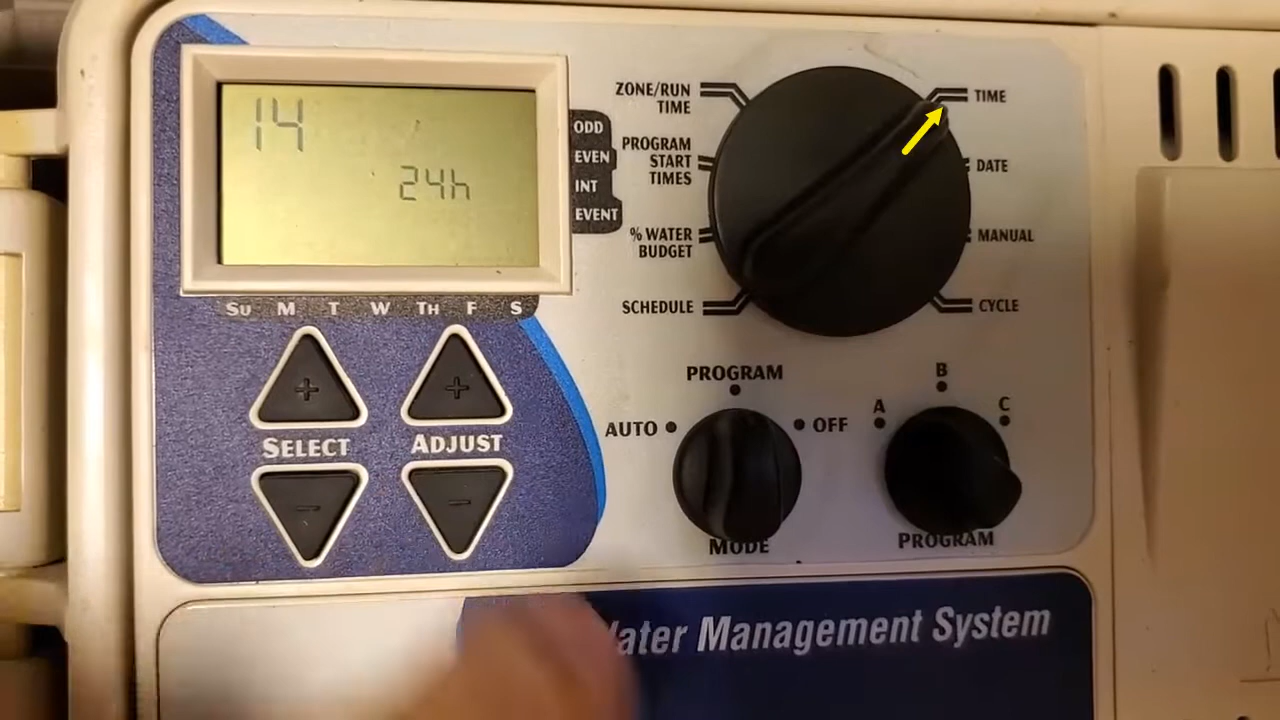 14
24h
ODD
EVEN
INT
EVENT
SU M T W TH F S
SELECT
ADJUST
ZONE/RUN
TIME
PROGRAM
START
TIMES
% WATER
BUDGET
SCHEDULE
TIME
DATE
MANUAL
CYCLE
PROGRAM
AUTO
OFF
MODE
A
B
C
PROGRAM
Management System